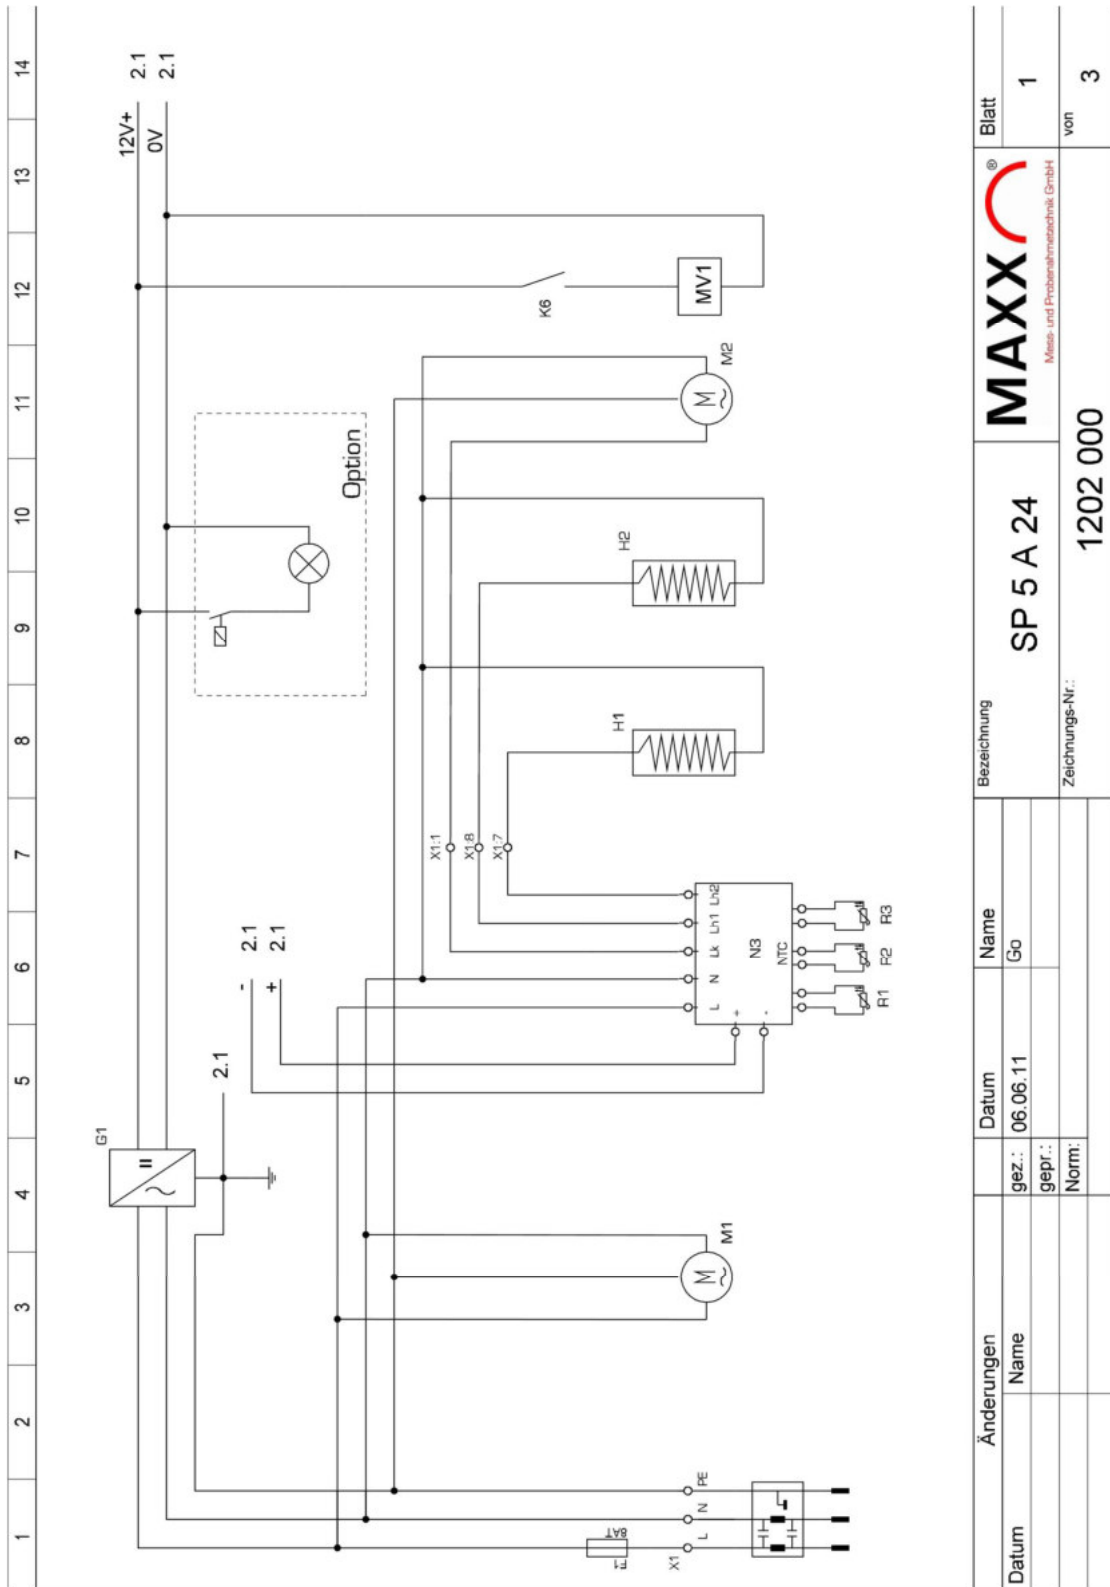 1 2 3 4 5 6 7 8 9 10 11 12 13 14
12V+ 2.1
0V 2.1
G1
2.1
- 2.1
+ 2.1
Option
X1:1
X1:8
X1:7
K6
H1
H2
MV1
M
M1
M
M2
F1
8AT
X1
L N PE
L N Lk Lh1 Lh2
N3
+
-
NTC
R1 R2 R3
Änderungen
Datum Name
Datum Name
gez.: 06.06.11 Go
gepr.:
Norm:
Bezeichnung
SP 5 A 24
MAXX ®
Mess- und Probenahmetechnik GmbH
Blatt
1
Zeichnungs-Nr.:
1202 000
von
3